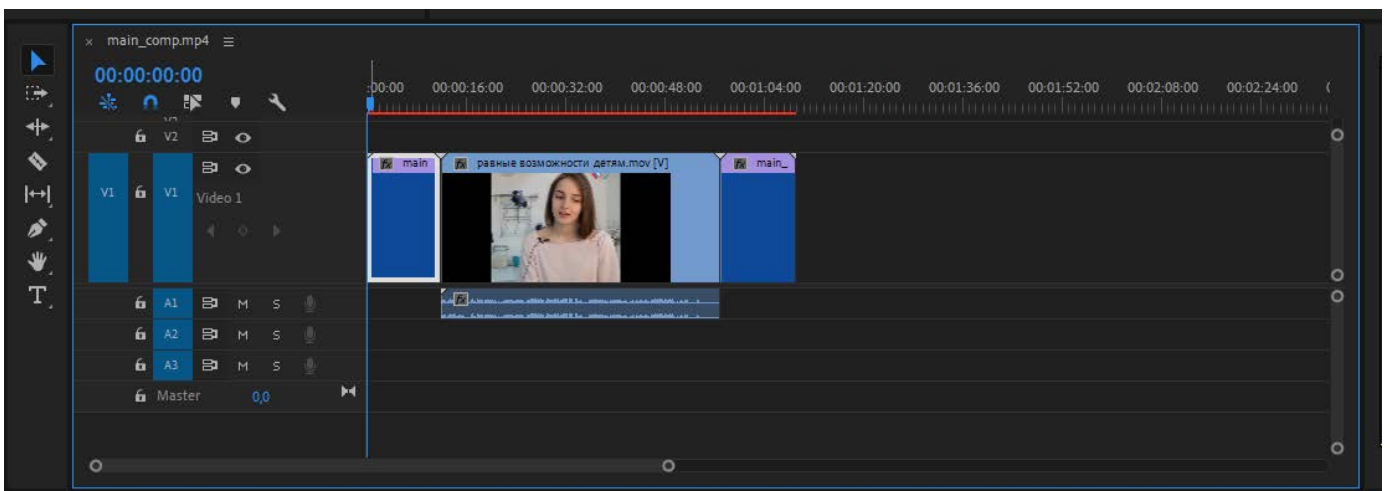 main_comp.mp4
00:00:00:00
:00:00 00:00:16:00 00:00:32:00 00:00:48:00 00:01:04:00 00:01:20:00 00:01:36:00 00:01:52:00 00:02:08:00 00:02:24:00
V2
main равные возможности детям.mov [V] main_
V1 V1 Video 1
A1 M S
A2 M S
A3 M S
Master 0,0
T